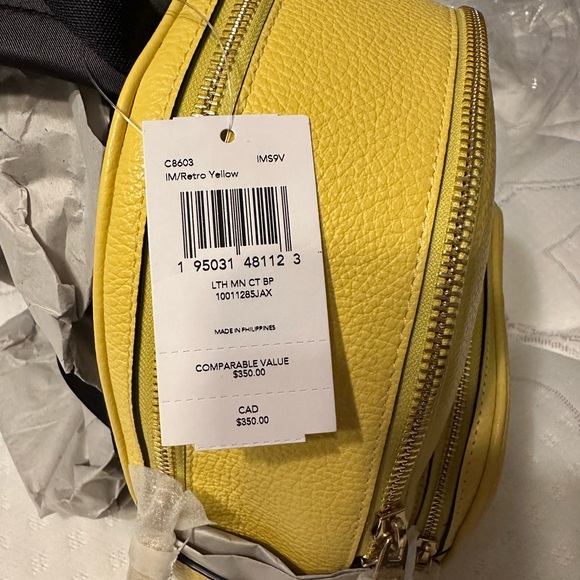 C8603 IMS9V
IM/Retro Yellow
1 95031 48112 3
LTH MN CT BP
10011285JAX
MADE IN PHILIPPINES
COMPARABLE VALUE
$350.00
CAD
$350.00